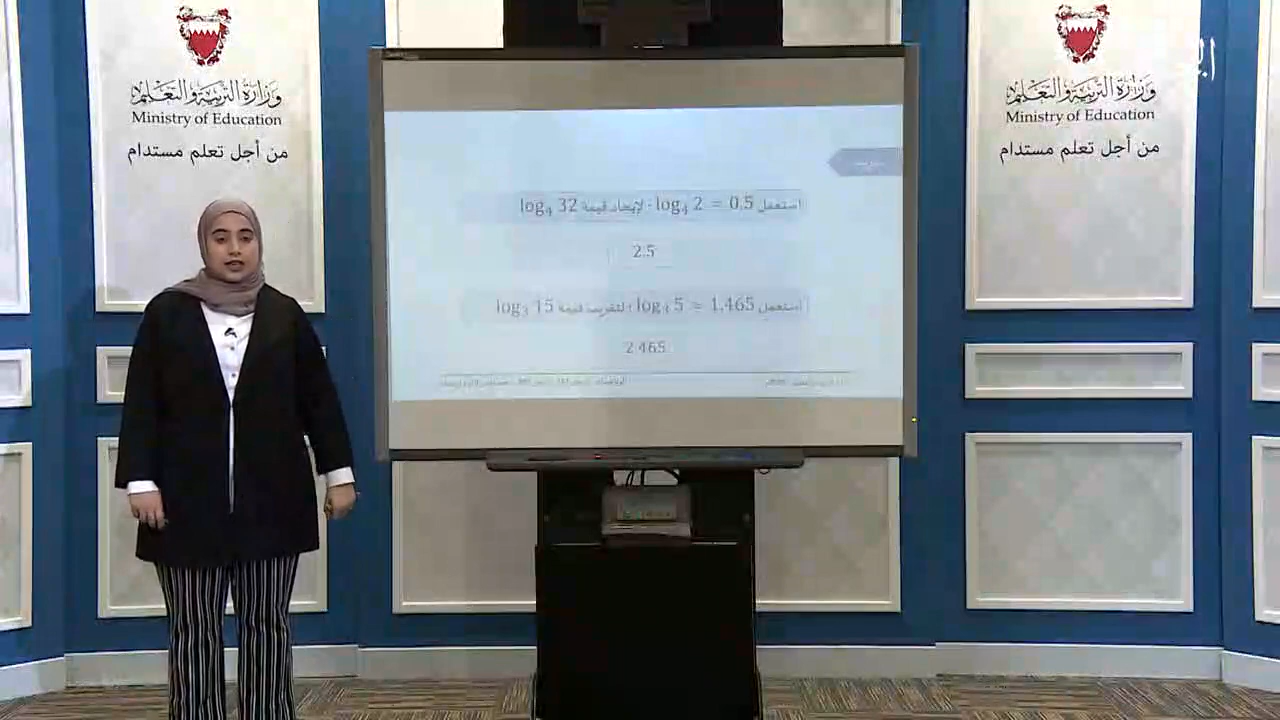 وزارة التربية والتعليم
Ministry of Education
من أجل تعلم مستدام
وزارة التربية والتعليم
Ministry of Education
من أجل تعلم مستدام
استعمل log₄ 2 = 0.5 ، لإيجاد قيمة log₄ 32
2.5
استعمل 5 ≈ 1.465 لتقريب قيمة log₃ 15
2.465